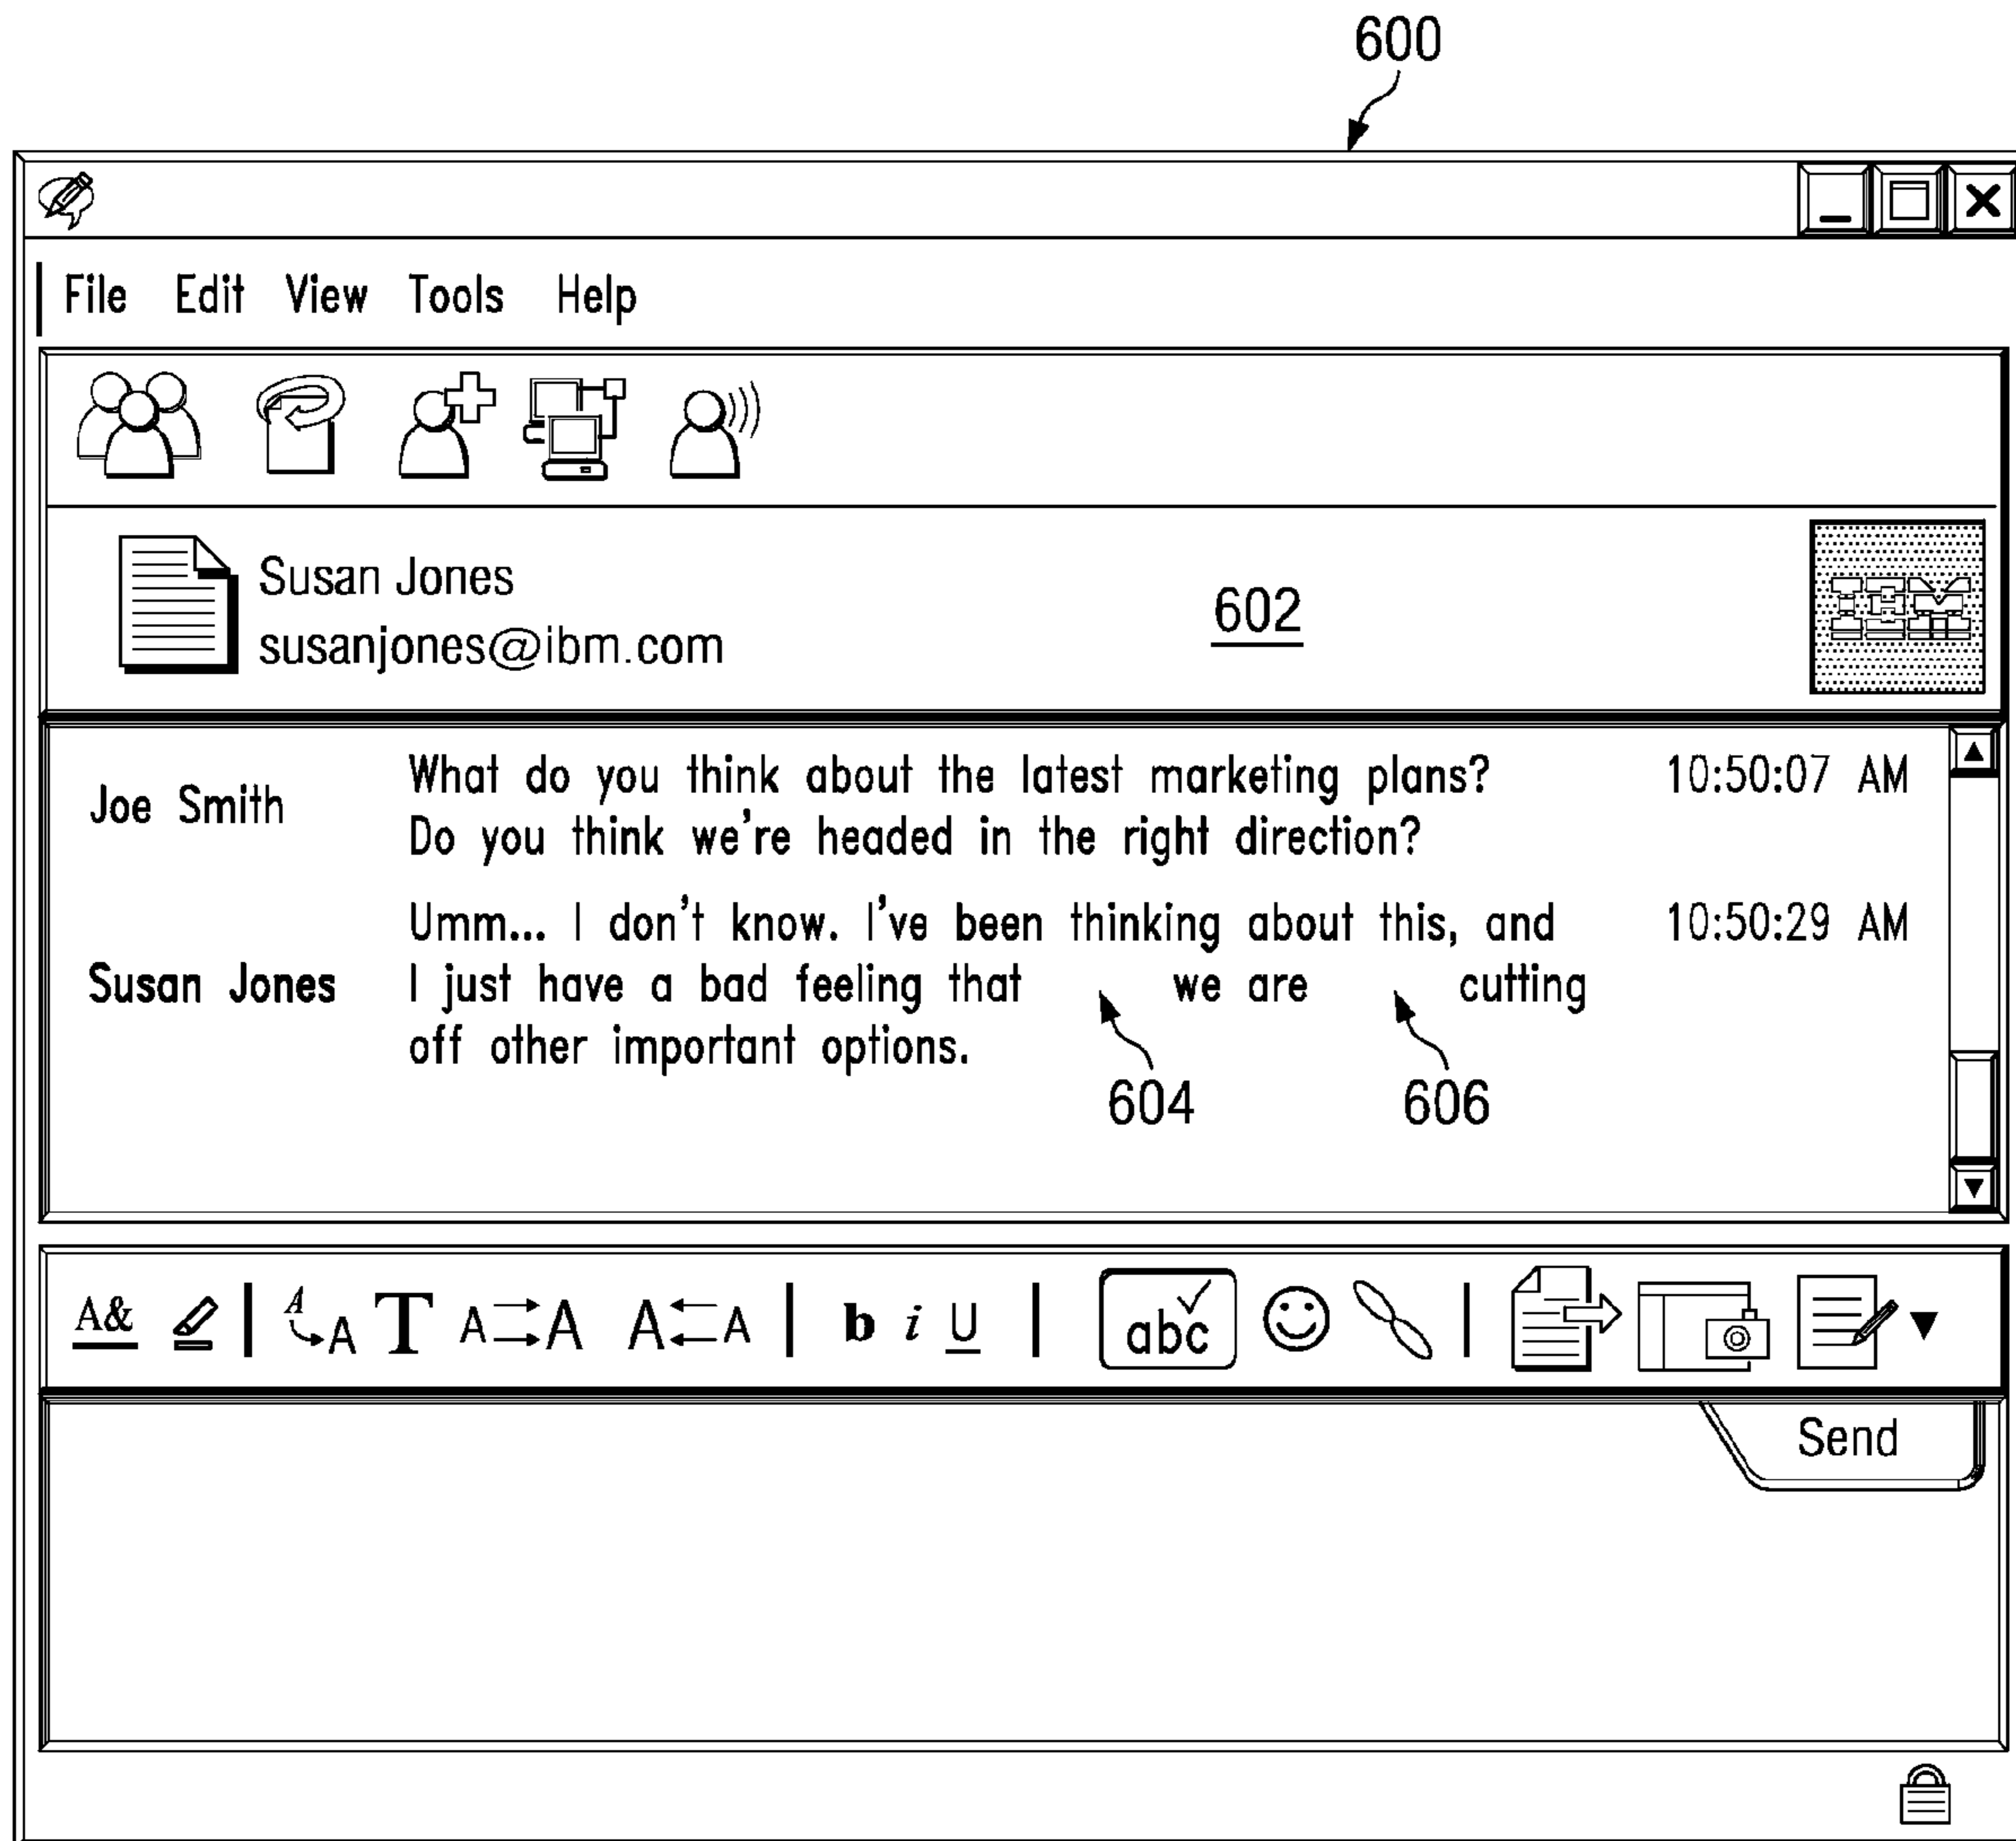 600
File Edit View Tools Help
Susan Jones
susanjones@ibm.com
602
IBM
Joe Smith
What do you think about the latest marketing plans? 10:50:07 AM
Do you think we're headed in the right direction?
Umm... I don't know. I've been thinking about this, and 10:50:29 AM
Susan Jones I just have a bad feeling that we are cutting
off other important options.
604 606
A& A A T A A A A b i U abc
Send